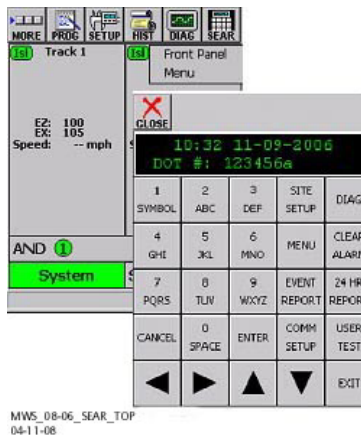 MORE PROG SETUP HIST DIAG SEAR
Isl Track 1
Isl
Front Panel
Menu
EZ: 100
EX: 105
Speed: -- mph
AND 1
System
CLOSE
10:32 11-09-2006
DOT #: 123456a
1 2 3 SITE DIAG
SYMBOL ABC DEF SETUP
4 5 6 MENU CLEAR
GHI JKL MNO ALARM
7 8 9 EVENT 24 HR
PQRS TUV WXYZ REPORT REPOR
CANCEL 0 ENTER COMM USER
SPACE SETUP TEST
EXIT
MWS_08-06_SEAR_TOP
04-11-08